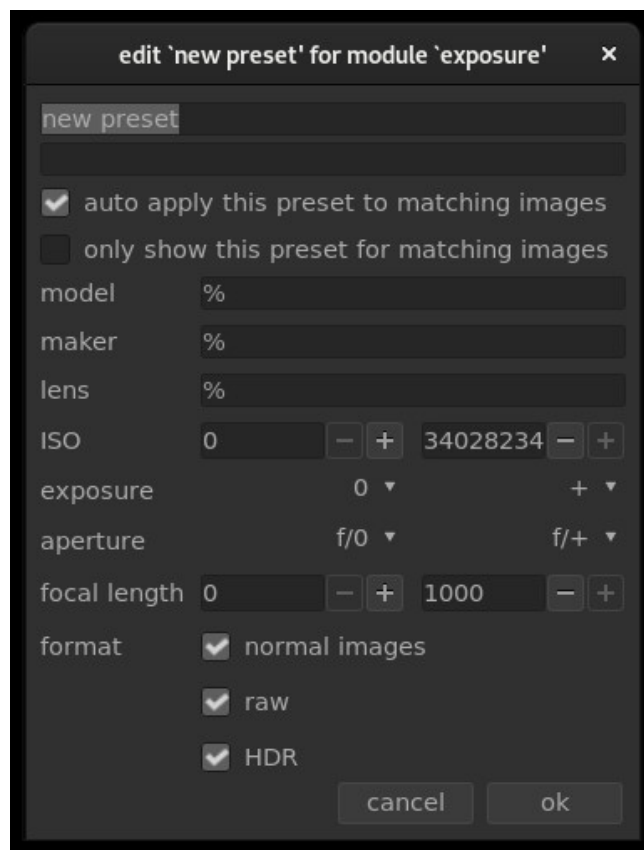 edit `new preset' for module `exposure' ×
new preset
auto apply this preset to matching images
only show this preset for matching images
model %
maker %
lens %
ISO 0 − + 34028234 − +
exposure 0 ▾ + ▾
aperture f/0 ▾ f/+ ▾
focal length 0 − + 1000 − +
format normal images
raw
HDR
cancel ok